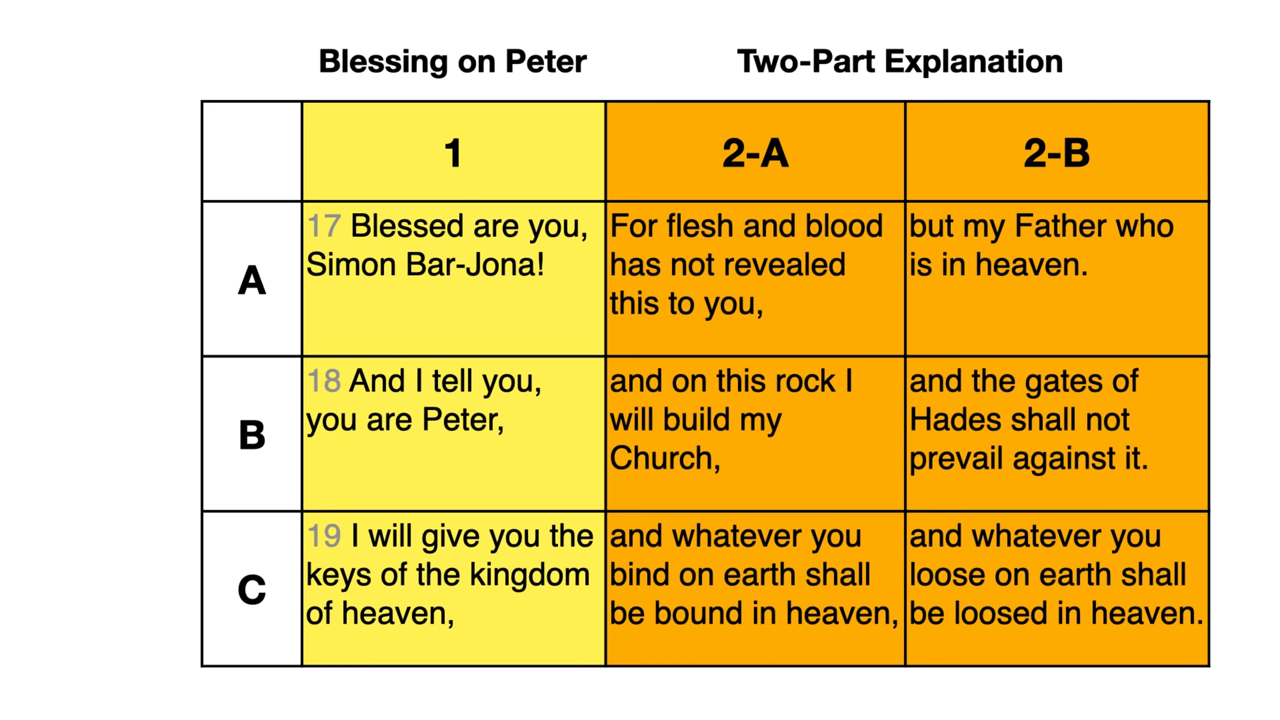 Blessing on Peter
Two-Part Explanation
1
2-A
2-B
A
17 Blessed are you,
Simon Bar-Jona!
For flesh and blood
has not revealed
this to you,
but my Father who
is in heaven.
B
18 And I tell you,
you are Peter,
and on this rock I
will build my
Church,
and the gates of
Hades shall not
prevail against it.
C
19 I will give you the
keys of the kingdom
of heaven,
and whatever you
bind on earth shall
be bound in heaven,
and whatever you
loose on earth shall
be loosed in heaven.